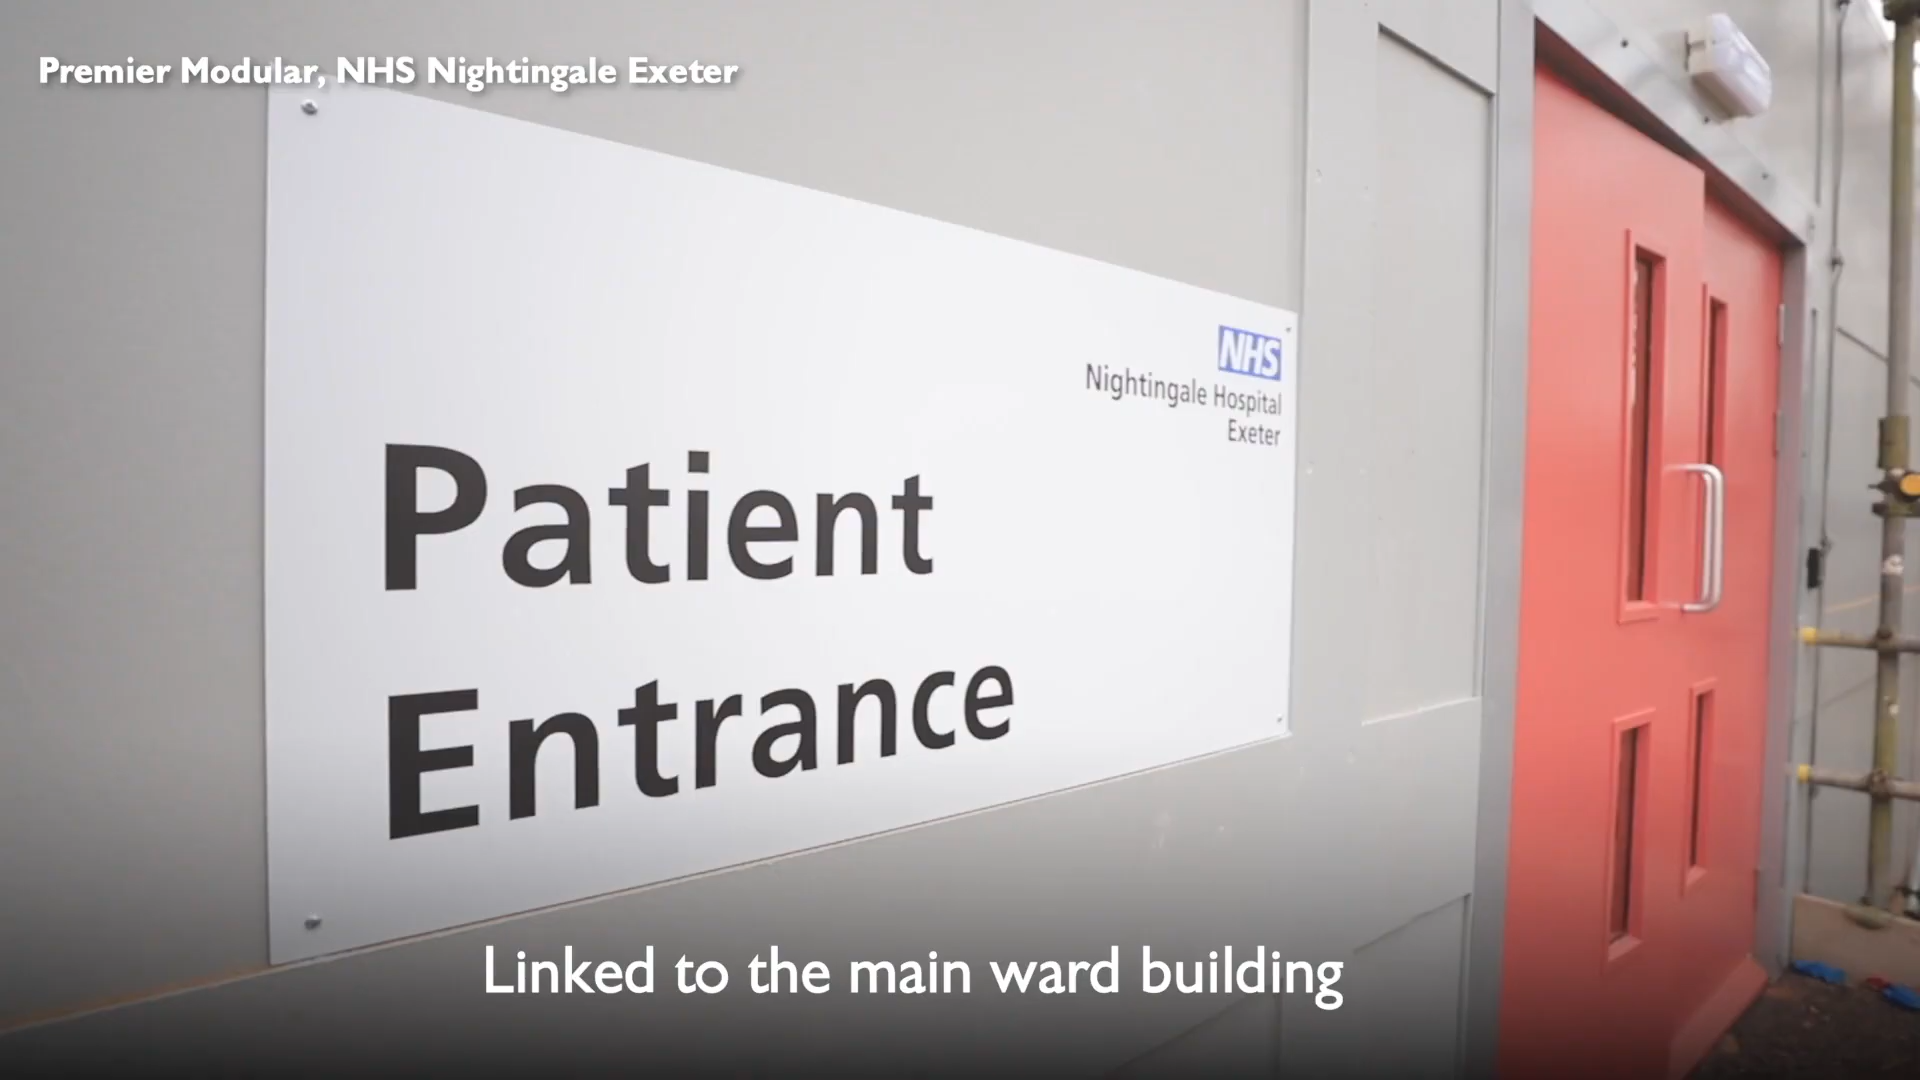 Premier Modular, NHS Nightingale Exeter
NHS
Nightingale Hospital
Exeter
Patient
Entrance
Linked to the main ward building